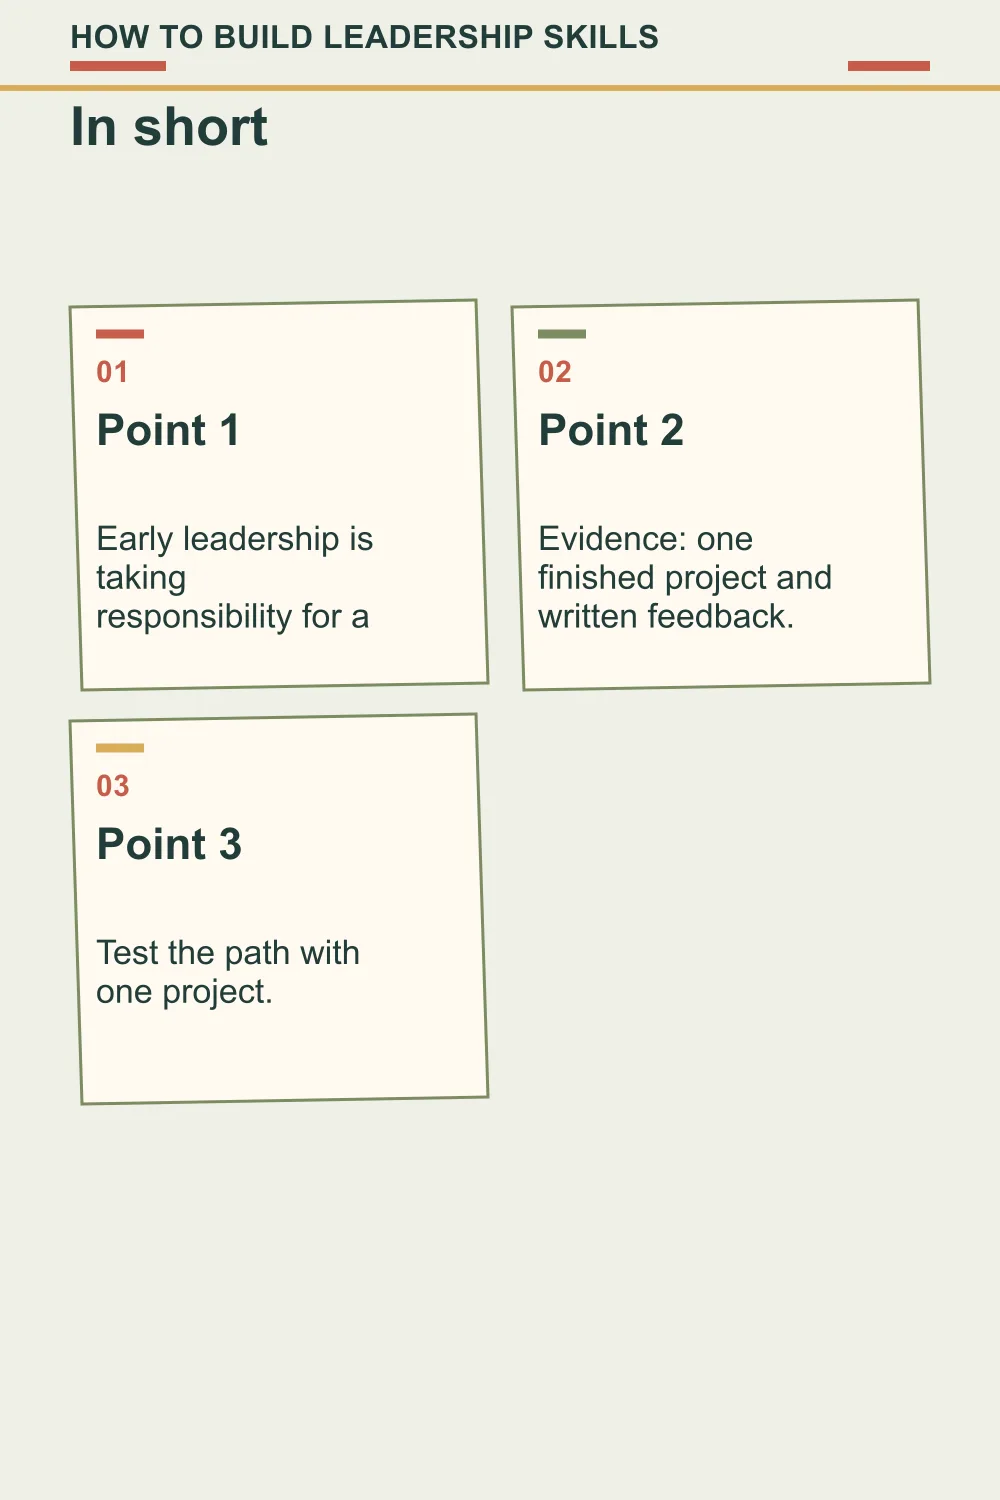 HOW TO BUILD LEADERSHIP SKILLS
In short
01
Point 1
Early leadership is
taking
responsibility for a
02
Point 2
Evidence: one
finished project and
written feedback.
03
Point 3
Test the path with
one project.